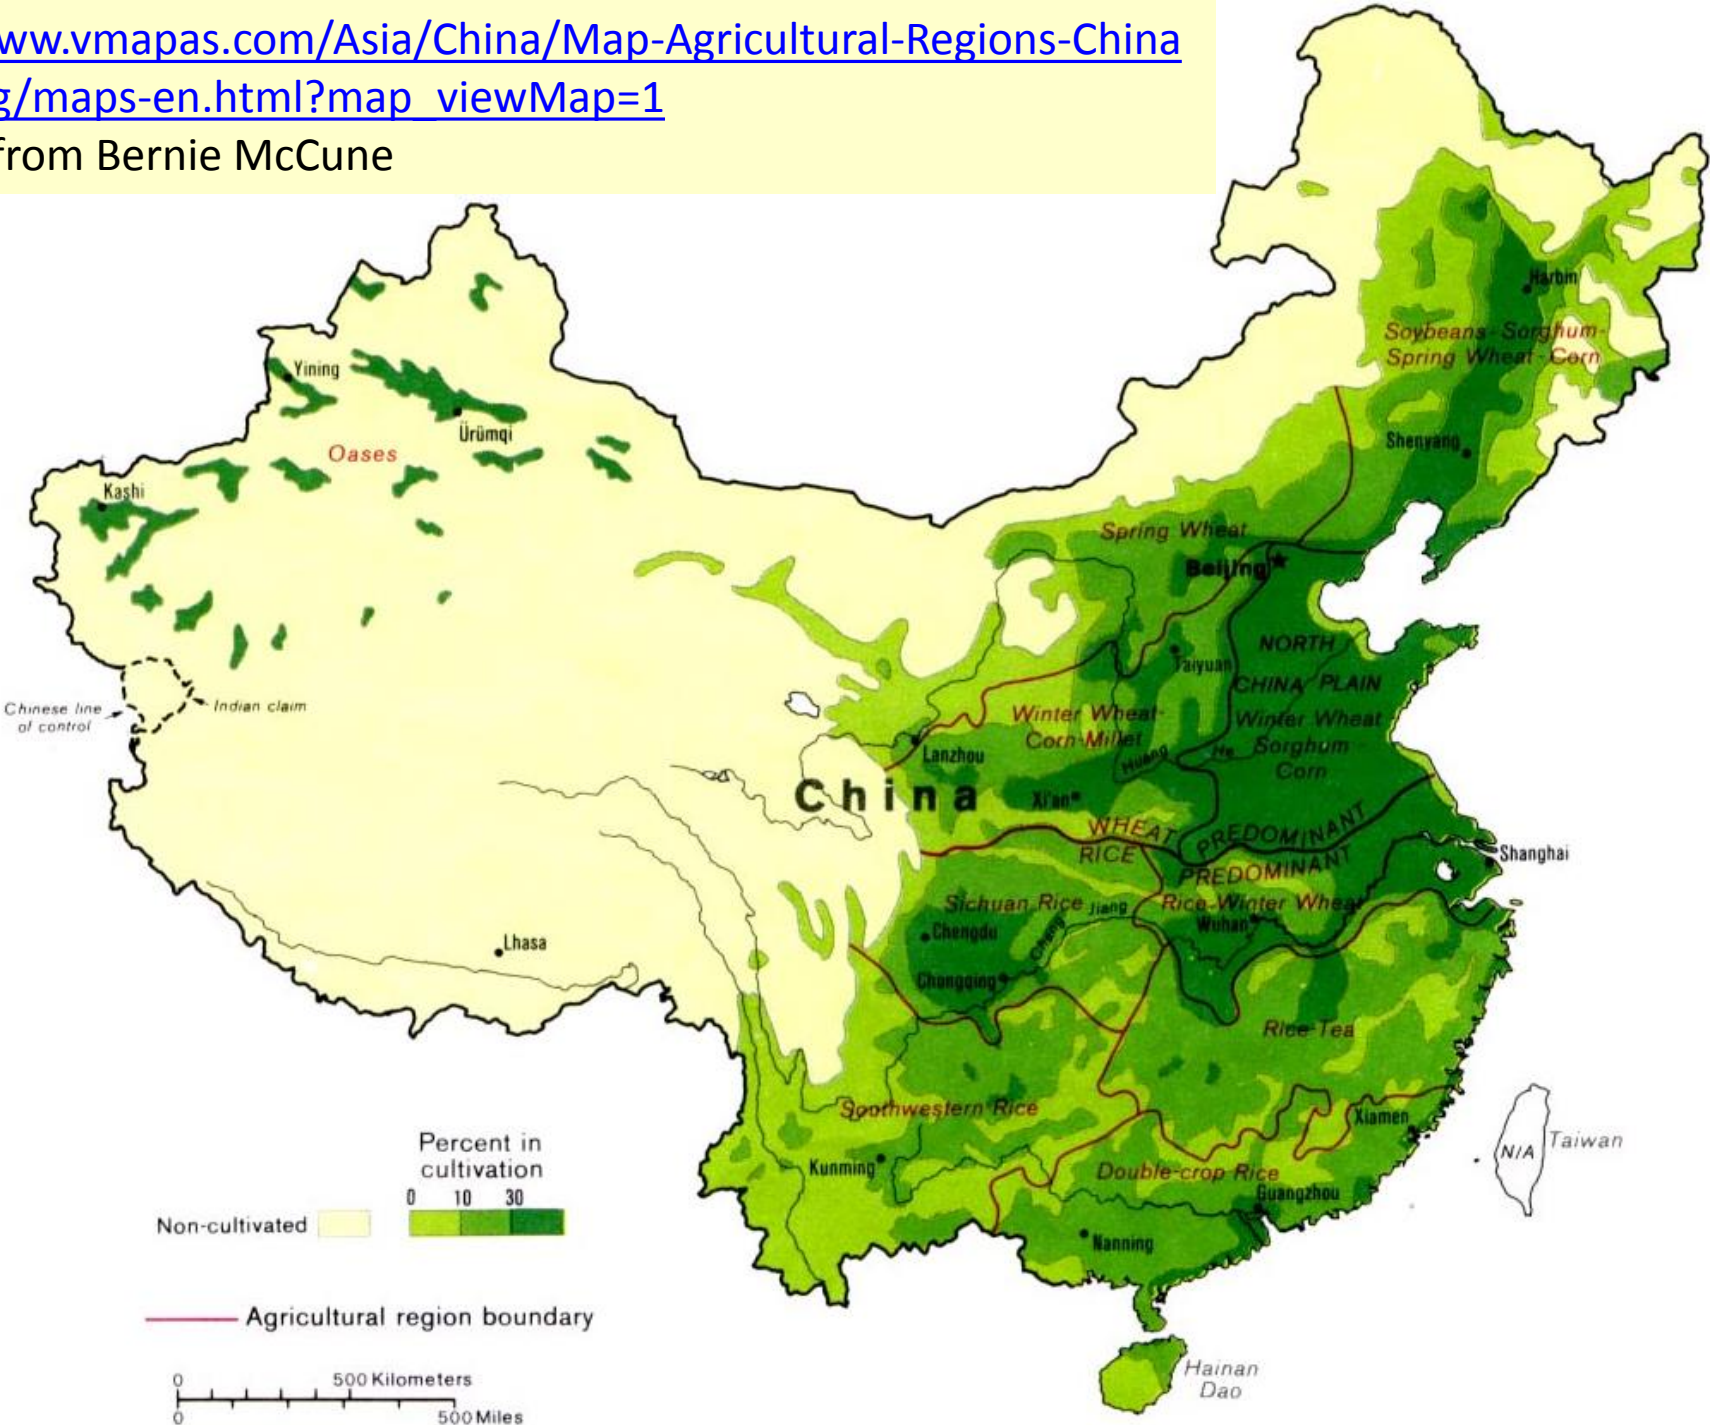 ww.vmapas.com/Asia/China/Map-Agricultural-Regions-China
g/maps-en.html?map_viewMap=1
from Bernie McCune
Harbin
Soybeans-Sorghum-
Spring Wheat-Corn
Yining
Ürümqi
Shenyang
Oases
Kashi
Spring Wheat
Beijing
NORTH
CHINA PLAIN
Taiyuan
Chinese line
of control
Indian claim
Winter Wheat-
Corn-Millet
Winter Wheat
Sorghum -
Corn
Huang
He
Lanzhou
China
Xi'an
WHEAT PREDOMINANT
RICE PREDOMINANT
Shanghai
Sichuan Rice
Jiang
Rice-Winter Wheat
Chang
Chengdu
Wuhan
Lhasa
Chongqing
Rice-Tea
Southwestern Rice
Xiamen
Taiwan
N/A
Kunming
Double-crop Rice
Guangzhou
Nanning
Percent in
cultivation
0 10 30
Non-cultivated
Agricultural region boundary
Hainan
Dao
0 500 Kilometers
0 500 Miles